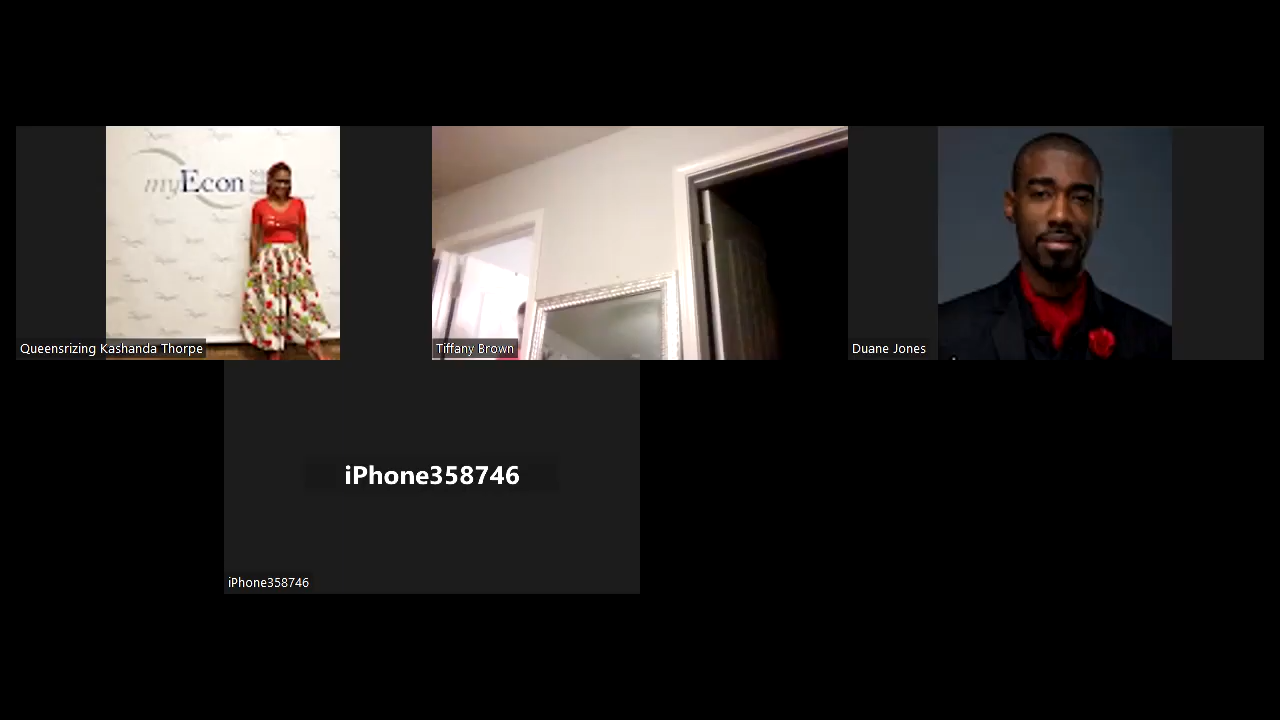 myEcon
Queensrizing Kashanda Thorpe
Tiffany Brown
Duane Jones
iPhone358746
iPhone358746